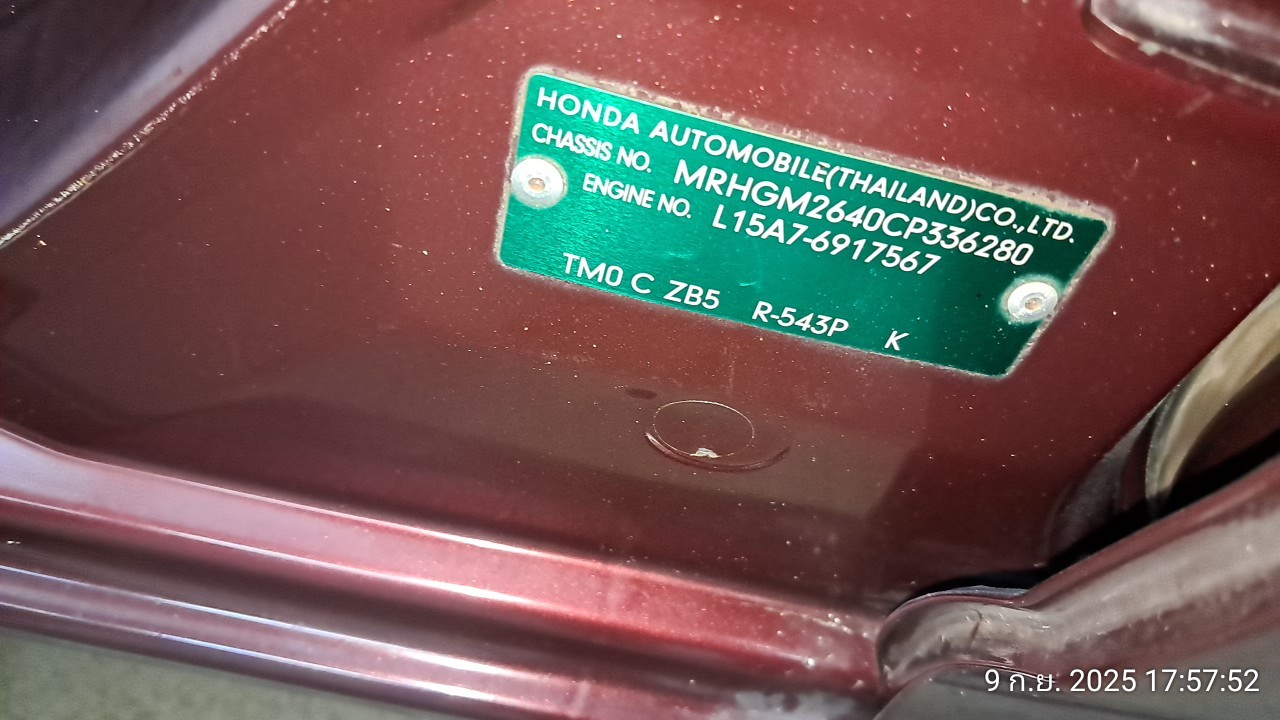 HONDA AUTOMOBILE(THAILAND)CO.,LTD.
CHASSIS NO. MRHGM2640CP336280
ENGINE NO. L15A7-6917567
TM0 C ZB5 R-543P K
9 ก.ย. 2025 17:57:52